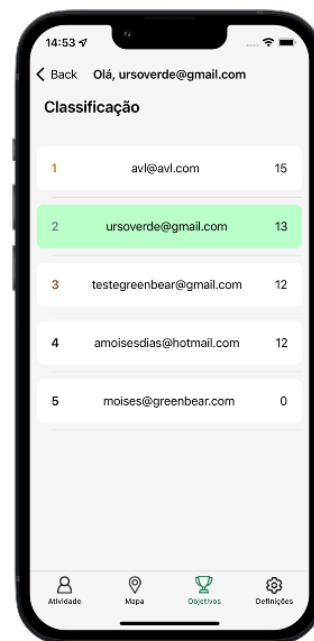 14:53
Back Olá, ursoverde@gmail.com
Classificação
1 avl@avl.com 15
2 ursoverde@gmail.com 13
3 testegreenbear@gmail.com 12
4 amoisesdias@hotmail.com 12
5 moises@greenbear.com 0
Atividade Mapa Objetivos Definições